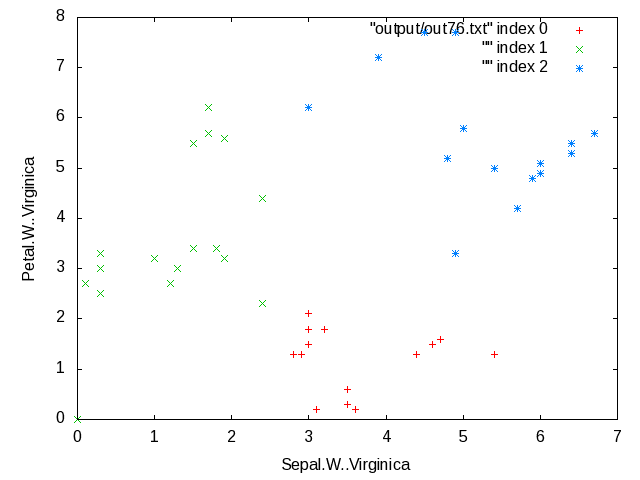 "output/out76.txt" index 0
"" index 1
"" index 2
8
7
6
5
4
3
2
1
0
Petal.W..Virginica
0 1 2 3 4 5 6 7
Sepal.W..Virginica